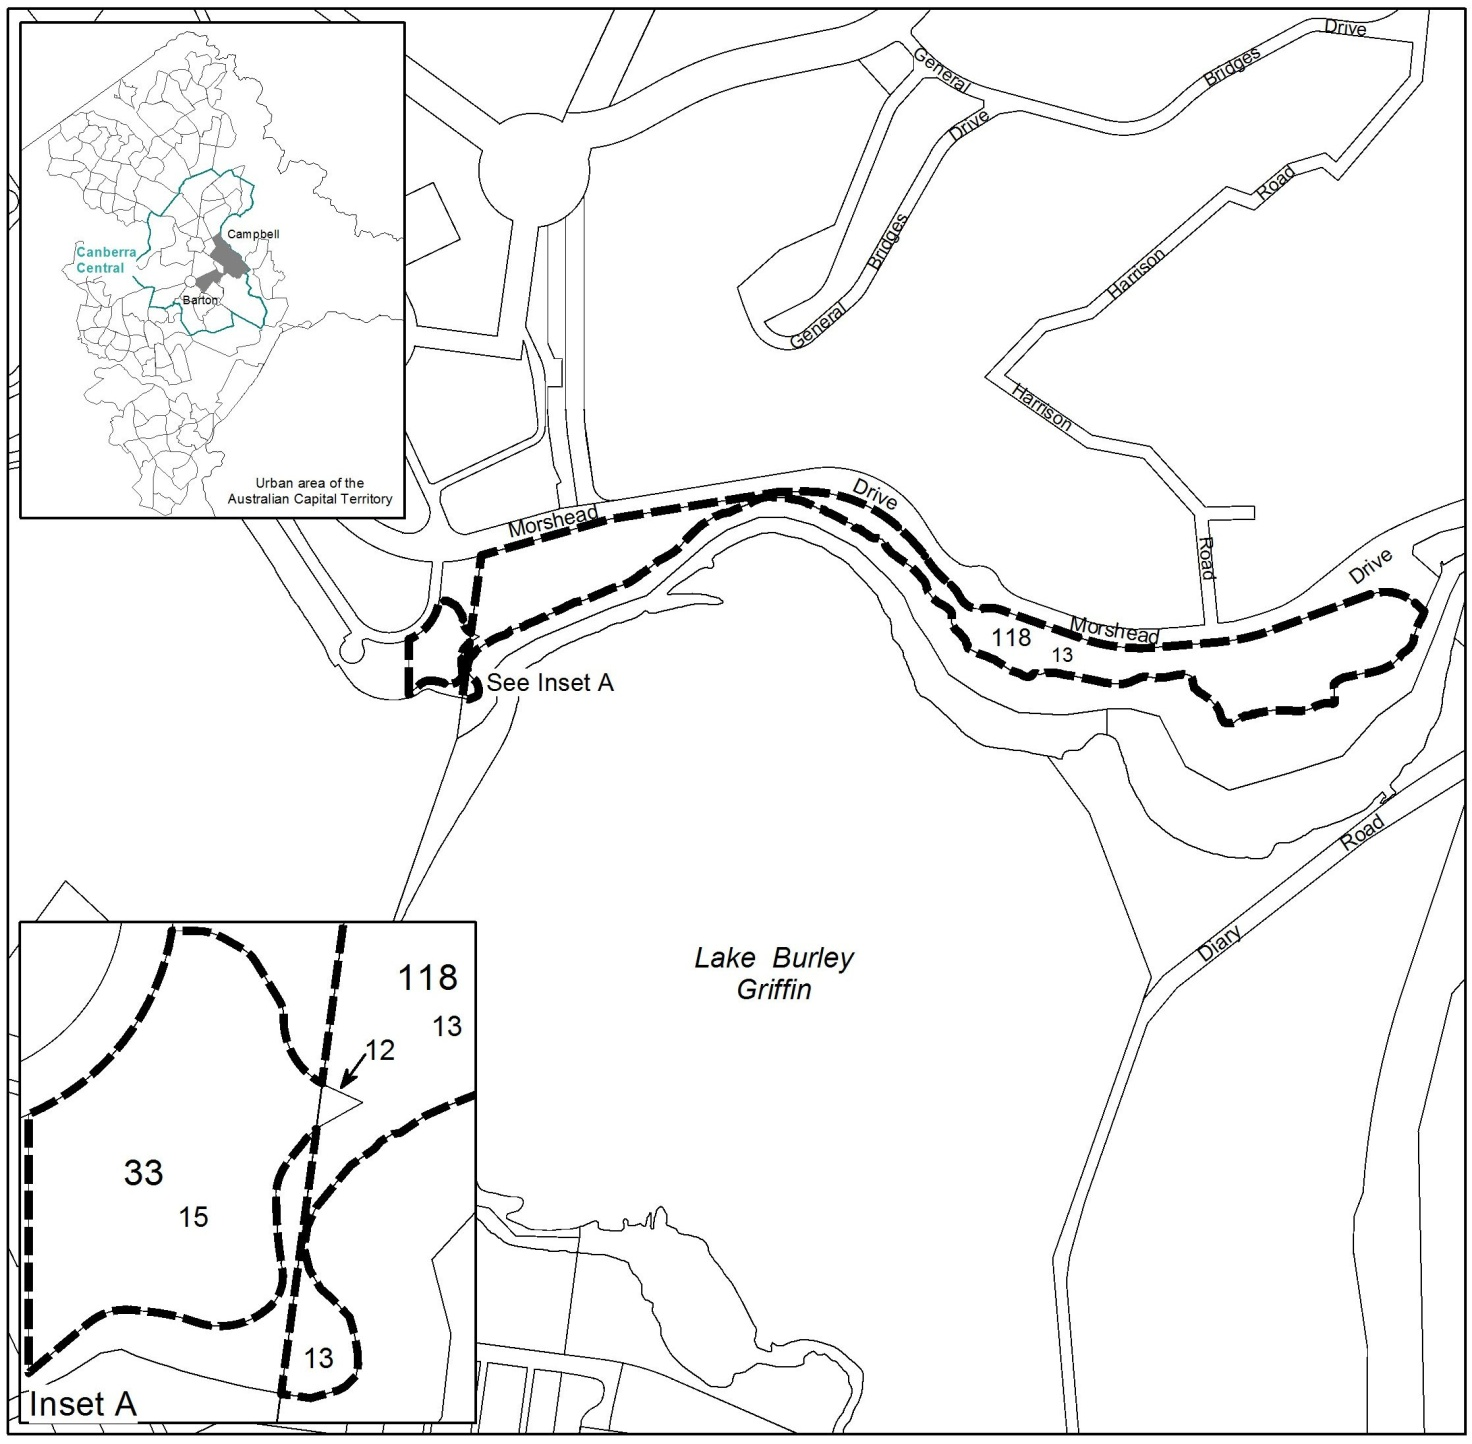 Canberra
Central
Campbell
Barton
Urban area of the
Australian Capital Territory
Drive
General
Bridges
Drive
Road
Bridges
Harrison
General
Harrison
Drive
Morshead
Road
Drive
118
Morshead
13
See Inset A
Road
Diary
Lake Burley
Griffin
118
13
12
33
15
13
Inset A